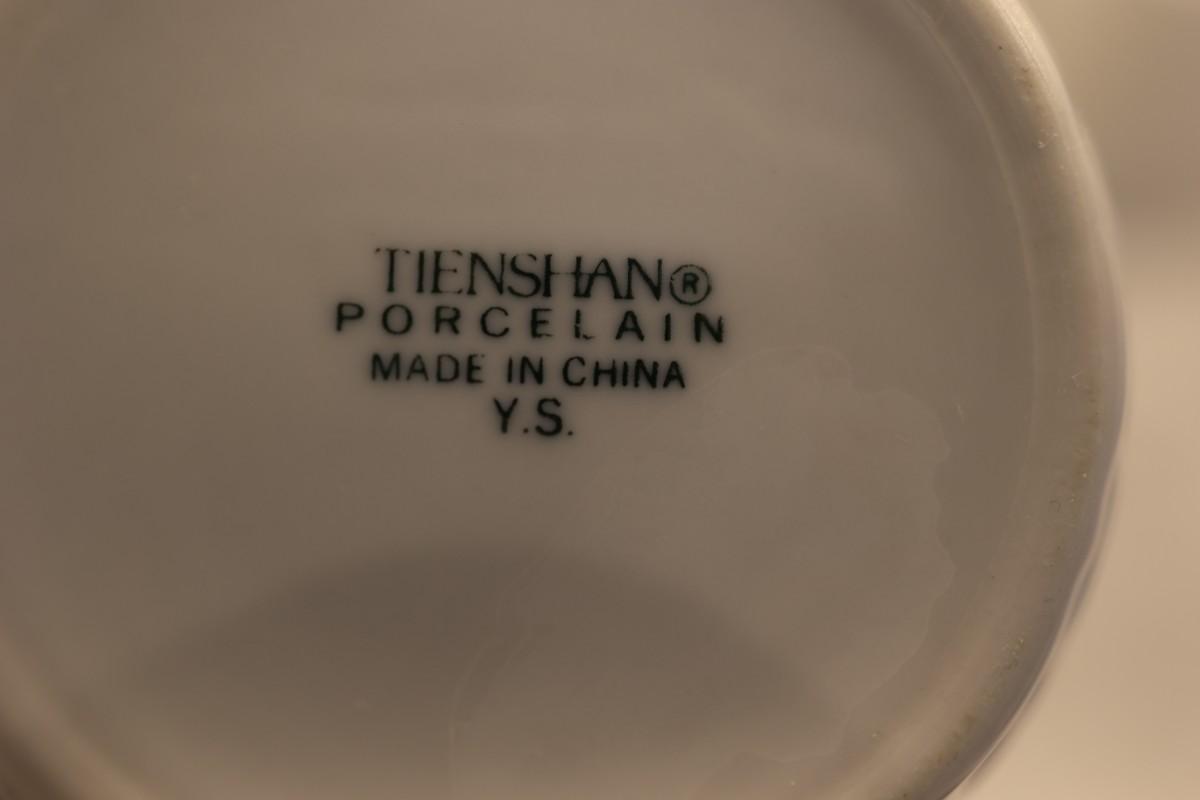 TIENSHAN®
PORCELAIN
MADE IN CHINA
Y.S.